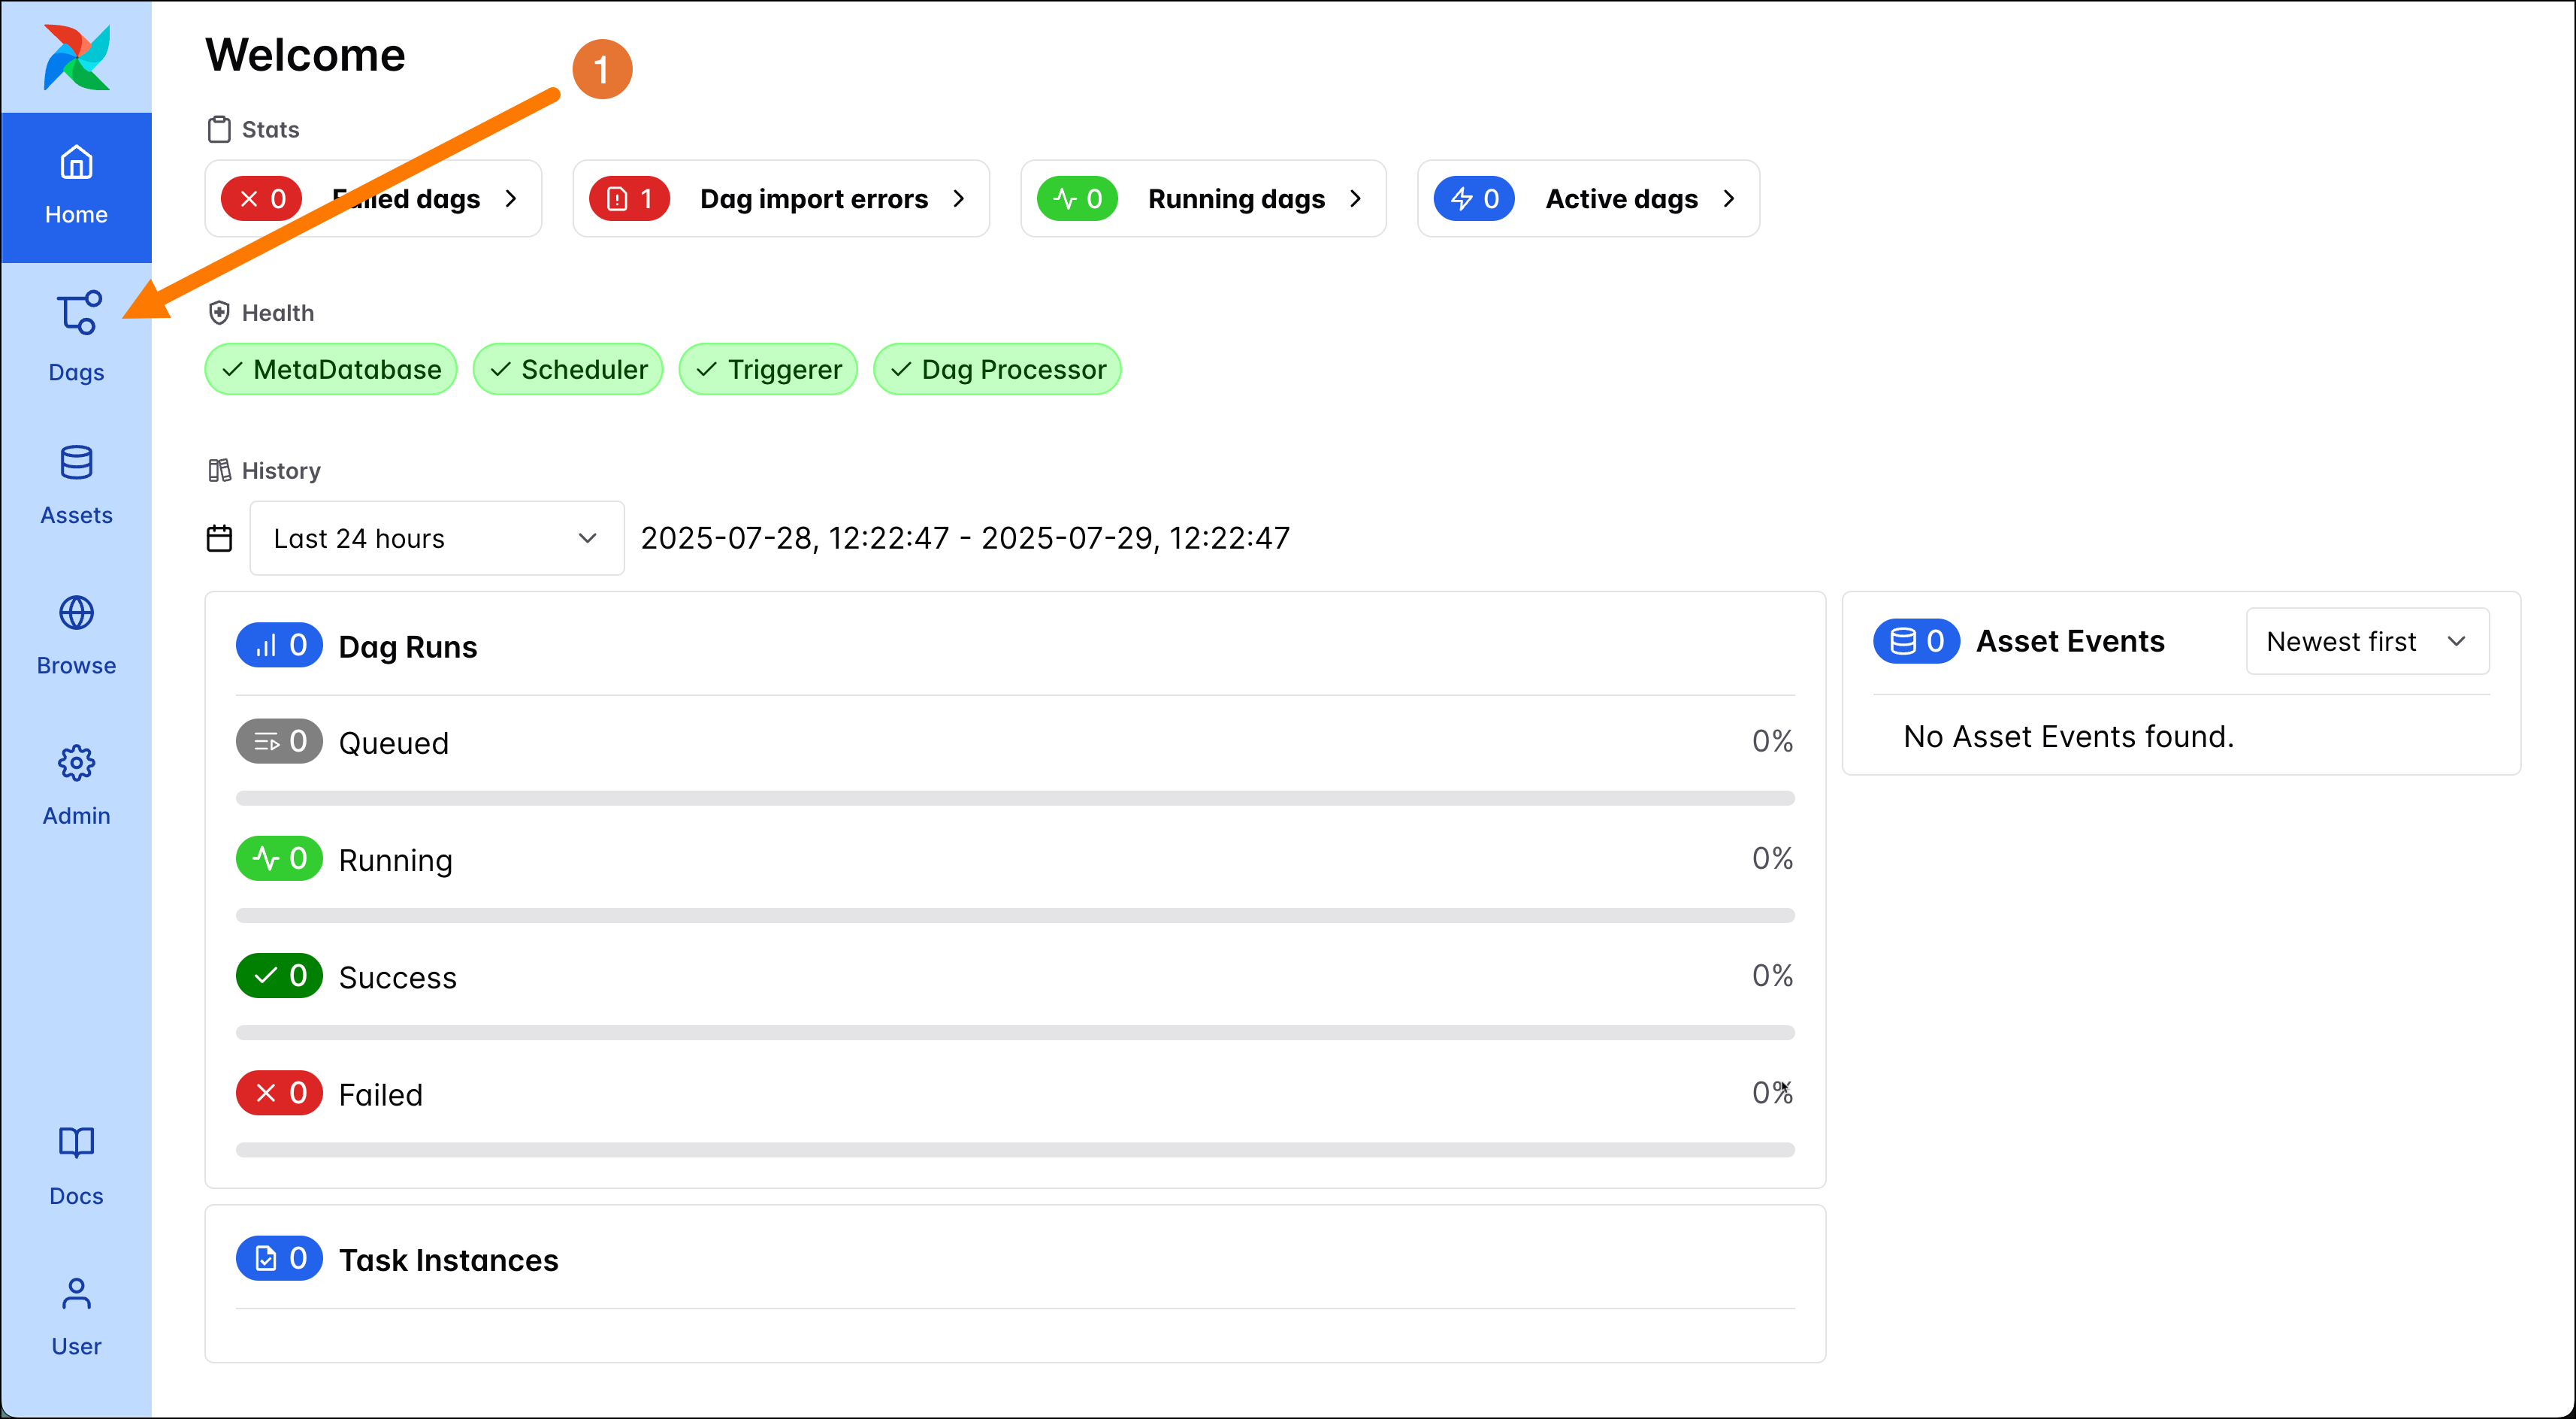 Welcome
1
Stats
0 Failed dags
1 Dag import errors
0 Running dags
0 Active dags
Home
Dags
Assets
Browse
Admin
Docs
User
Health
MetaDatabase
Scheduler
Triggerer
Dag Processor
History
Last 24 hours
2025-07-28, 12:22:47 - 2025-07-29, 12:22:47
0 Dag Runs
0 Queued 0%
0 Running 0%
0 Success 0%
0 Failed 0%
0 Task Instances
0 Asset Events
Newest first
No Asset Events found.